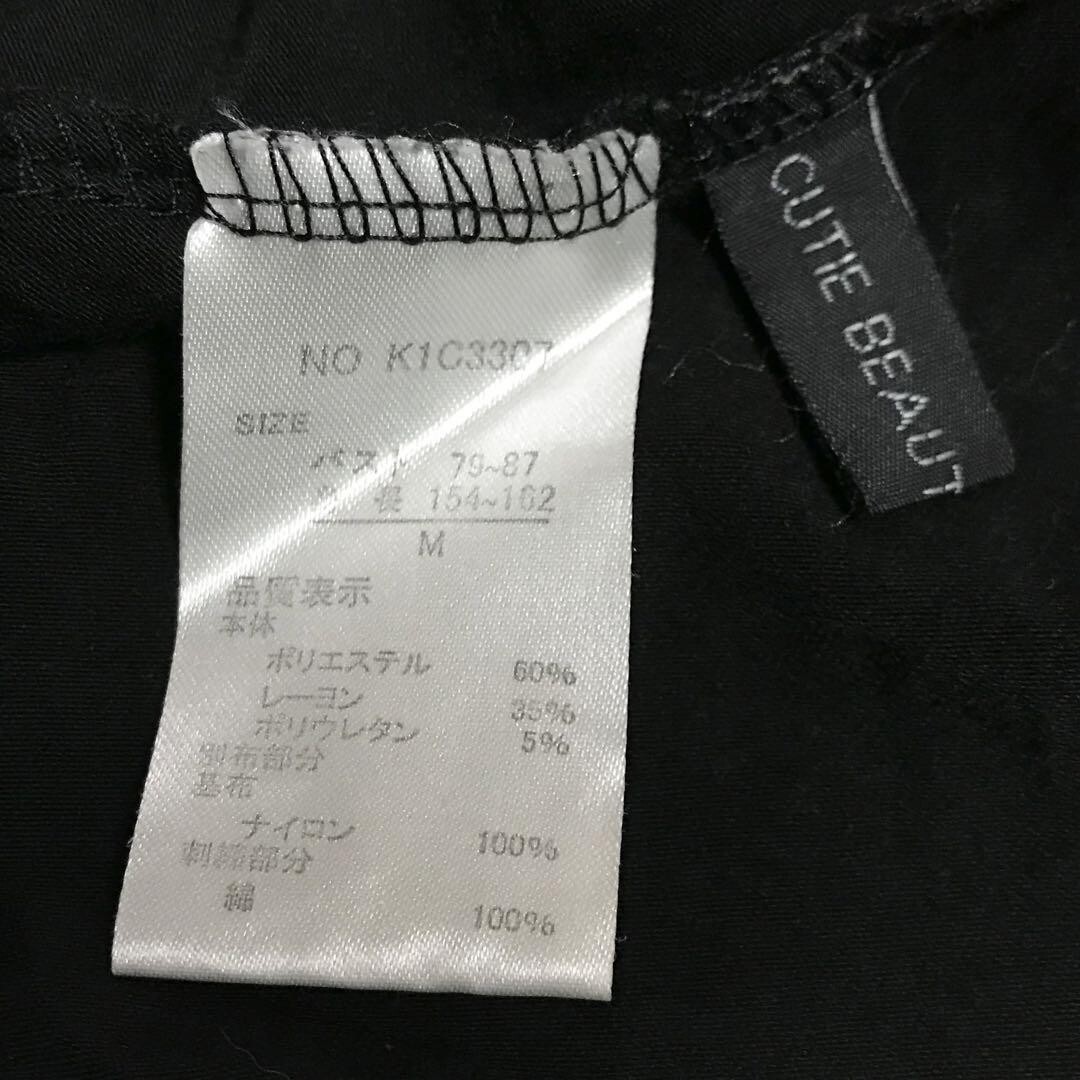 NO K1C3307
SIZE
バスト 79~87
長 154~162
M
品質表示
本体
ポリエステル 60%
レーヨン 35%
ポリウレタン 5%
別布部分
基布
ナイロン 100%
刺繍部分
綿 100%
CUTIE BEAUT